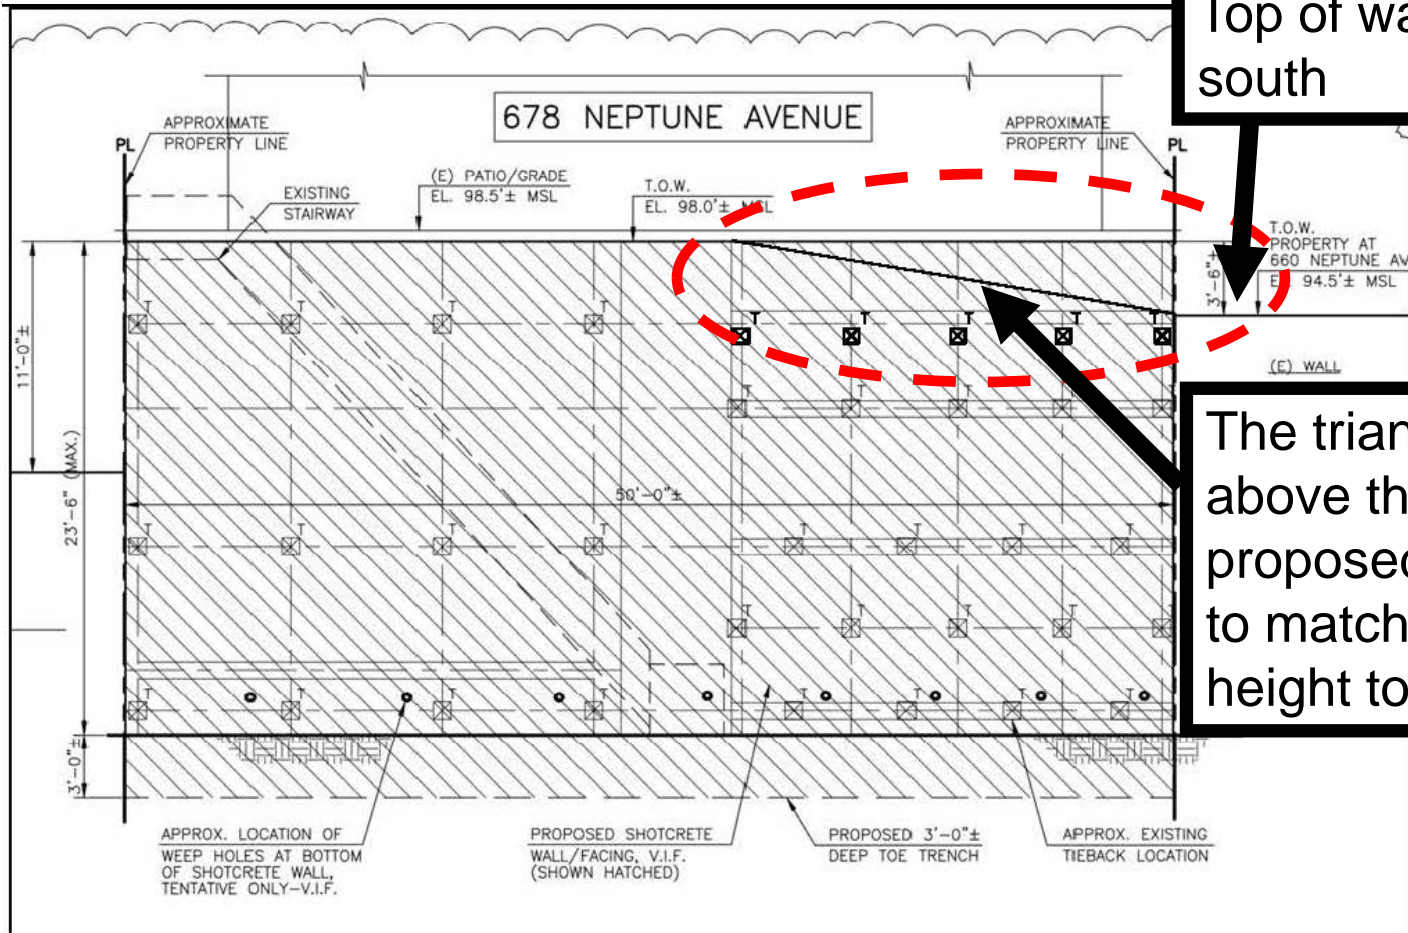 Top of wa
south
678 NEPTUNE AVENUE
APPROXIMATE
PROPERTY LINE
PL
APPROXIMATE
PROPERTY LINE
PL
EXISTING
STAIRWAY
(E) PATIO/GRADE
EL. 98.5'± MSL
T.O.W.
EL. 98.0'± MSL
T.O.W.
PROPERTY AT
660 NEPTUNE AV
EL. 94.5'± MSL
3'-6"±
(E) WALL
11'-0"±
23'-6" (MAX.)
50'-0"±
3'-0"±
T T T T
T T T T T
T T T T T
T T T T
T T T T
T T T T T
T T T T
T T T T
The trian
above th
proposed
to match
height to
APPROX. LOCATION OF
WEEP HOLES AT BOTTOM
OF SHOTCRETE WALL,
TENTATIVE ONLY-V.I.F.
PROPOSED SHOTCRETE
WALL/FACING, V.I.F.
(SHOWN HATCHED)
PROPOSED 3'-0"±
DEEP TOE TRENCH
APPROX. EXISTING
TIEBACK LOCATION